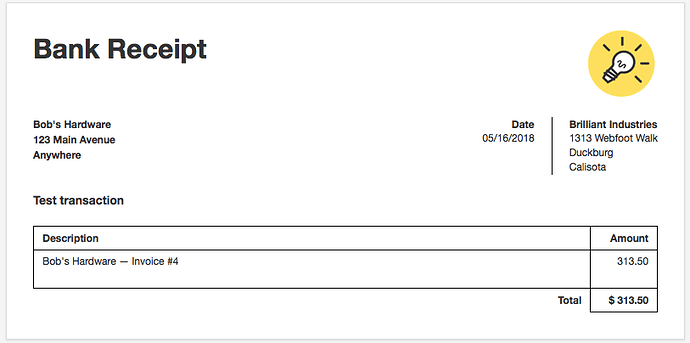 Bank Receipt
Bob's Hardware
123 Main Avenue
Anywhere
Date
05/16/2018
Brilliant Industries
1313 Webfoot Walk
Duckburg
Calisota
Test transaction
Description Amount
Bob's Hardware — Invoice #4 313.50
Total $ 313.50